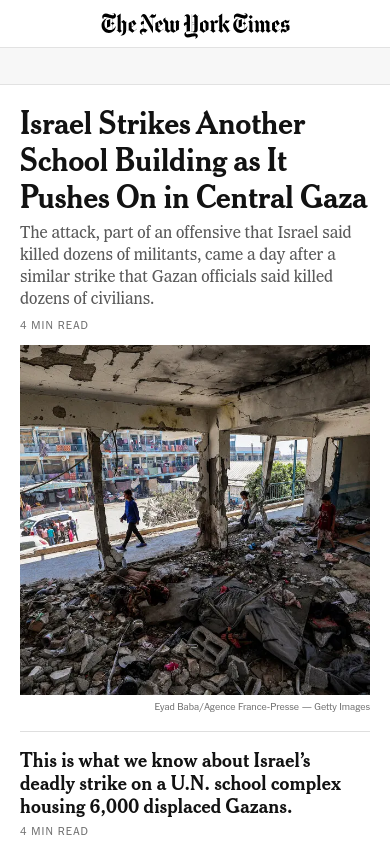 The New York Times
Israel Strikes Another
School Building as It
Pushes On in Central Gaza
The attack, part of an offensive that Israel said
killed dozens of militants, came a day after a
similar strike that Gazan officials said killed
dozens of civilians.
4 MIN READ
Eyad Baba/Agence France-Presse — Getty Images
This is what we know about Israel’s
deadly strike on a U.N. school complex
housing 6,000 displaced Gazans.
4 MIN READ